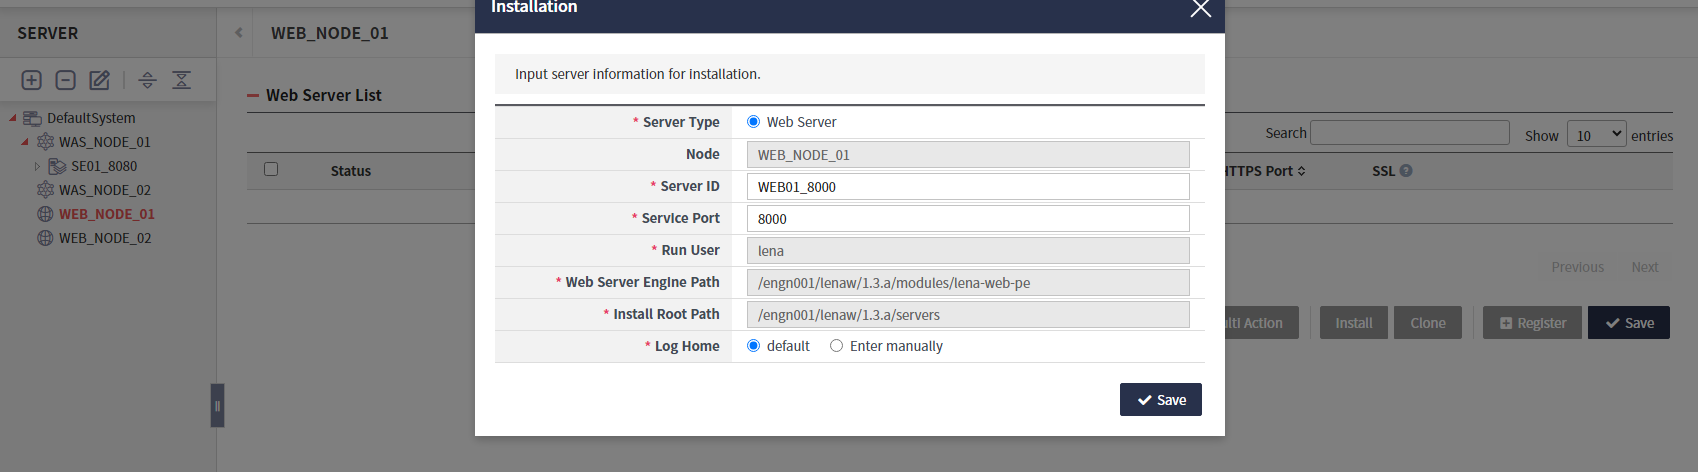 Installation
SERVER
WEB_NODE_01
Input server information for installation.
Web Server List
DefaultSystem
WAS_NODE_01
SE01_8080
WAS_NODE_02
WEB_NODE_01
WEB_NODE_02
* Server Type Web Server
Node WEB_NODE_01
* Server ID WEB01_8000
* Service Port 8000
* Run User lena
* Web Server Engine Path /engn001/lenaw/1.3.a/modules/lena-web-pe
* Install Root Path /engn001/lenaw/1.3.a/servers
* Log Home default Enter manually
Save
Search Show 10 entries
Status Port SSL
Previous Next
Action Install Clone Register Save